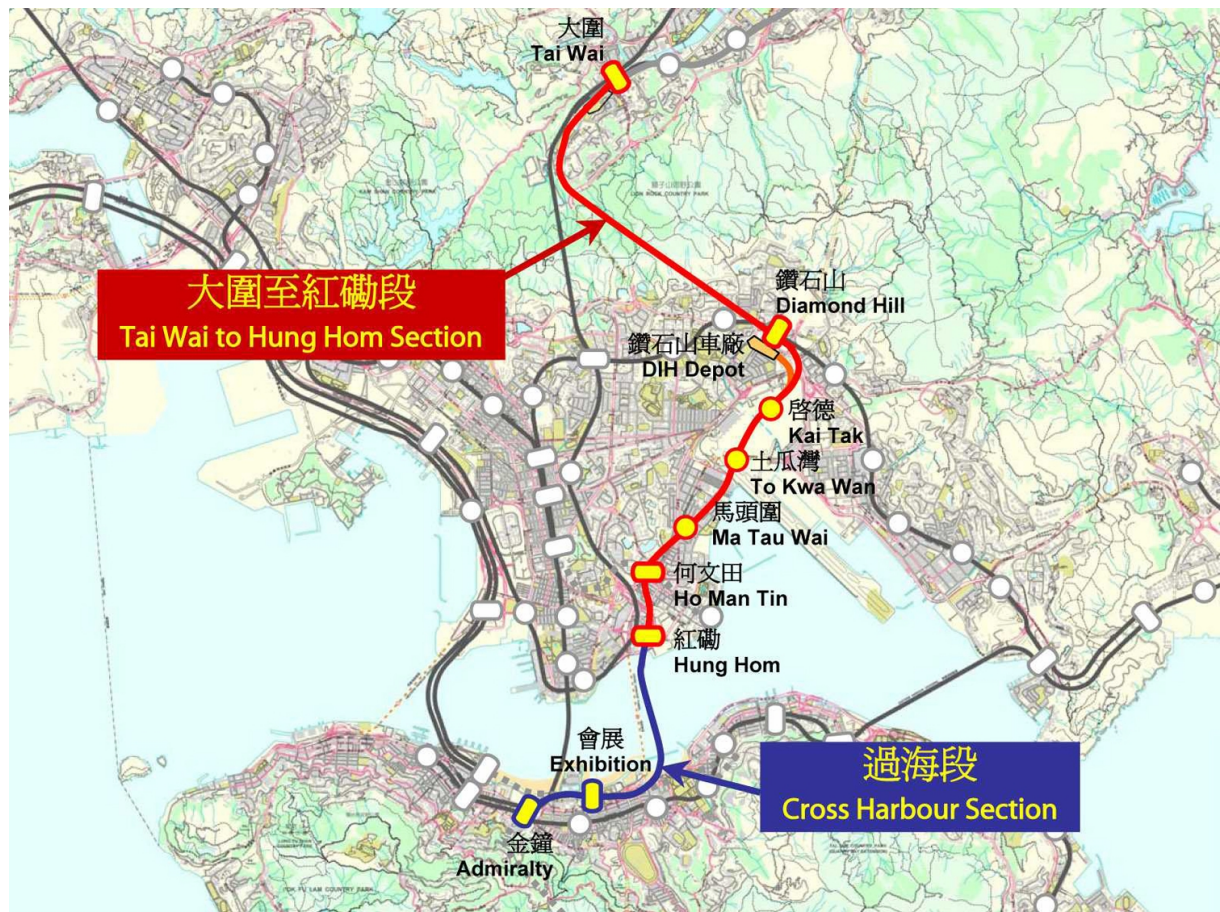 大圍
Tai Wai
大圍至紅磡段
Tai Wai to Hung Hom Section
鑽石山
Diamond Hill
鑽石山車廠
DIH Depot
啓德
Kai Tak
土瓜灣
To Kwa Wan
馬頭圍
Ma Tau Wai
何文田
Ho Man Tin
紅磡
Hung Hom
會展
Exhibition
過海段
Cross Harbour Section
金鐘
Admiralty